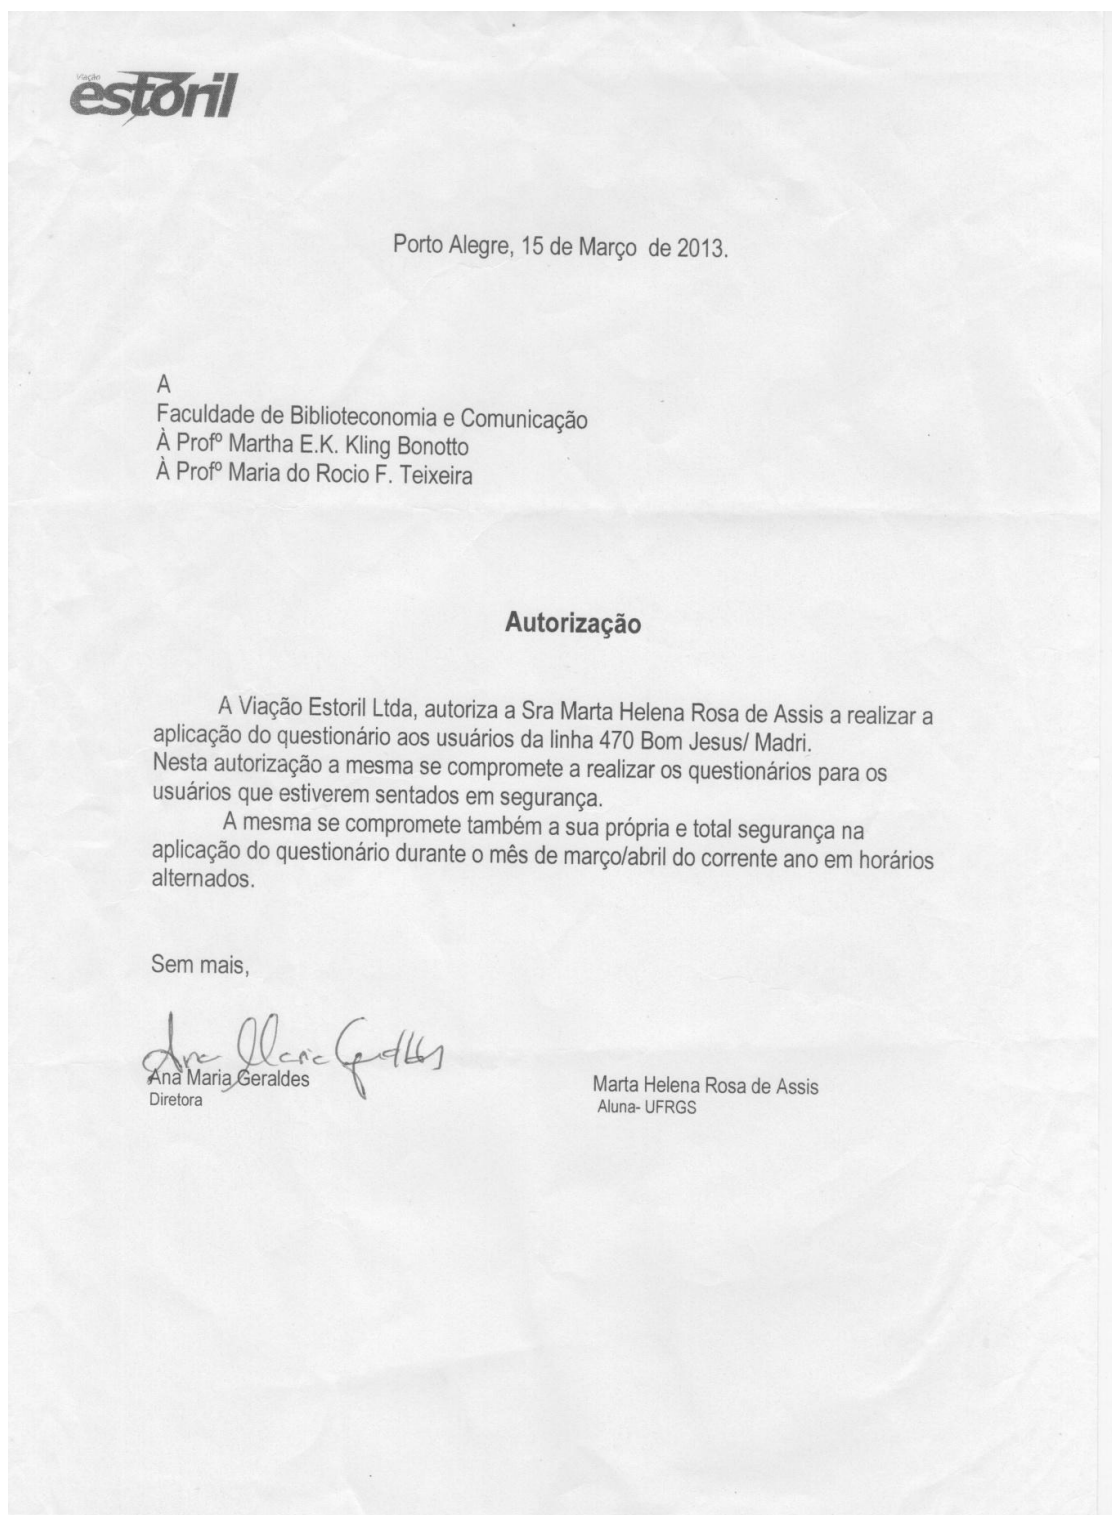 Viação
estoril
Porto Alegre, 15 de Março de 2013.
A
Faculdade de Biblioteconomia e Comunicação
À Profº Martha E.K. Kling Bonotto
À Profº Maria do Rocio F. Teixeira
Autorização
A Viação Estoril Ltda, autoriza a Sra Marta Helena Rosa de Assis a realizar a
aplicação do questionário aos usuários da linha 470 Bom Jesus/ Madri.
Nesta autorização a mesma se compromete a realizar os questionários para os
usuários que estiverem sentados em segurança.
A mesma se compromete também a sua própria e total segurança na
aplicação do questionário durante o mês de março/abril do corrente ano em horários
alternados.
Sem mais,
Ana Maria Geraldes
Ana Maria Geraldes
Diretora
Marta Helena Rosa de Assis
Aluna- UFRGS